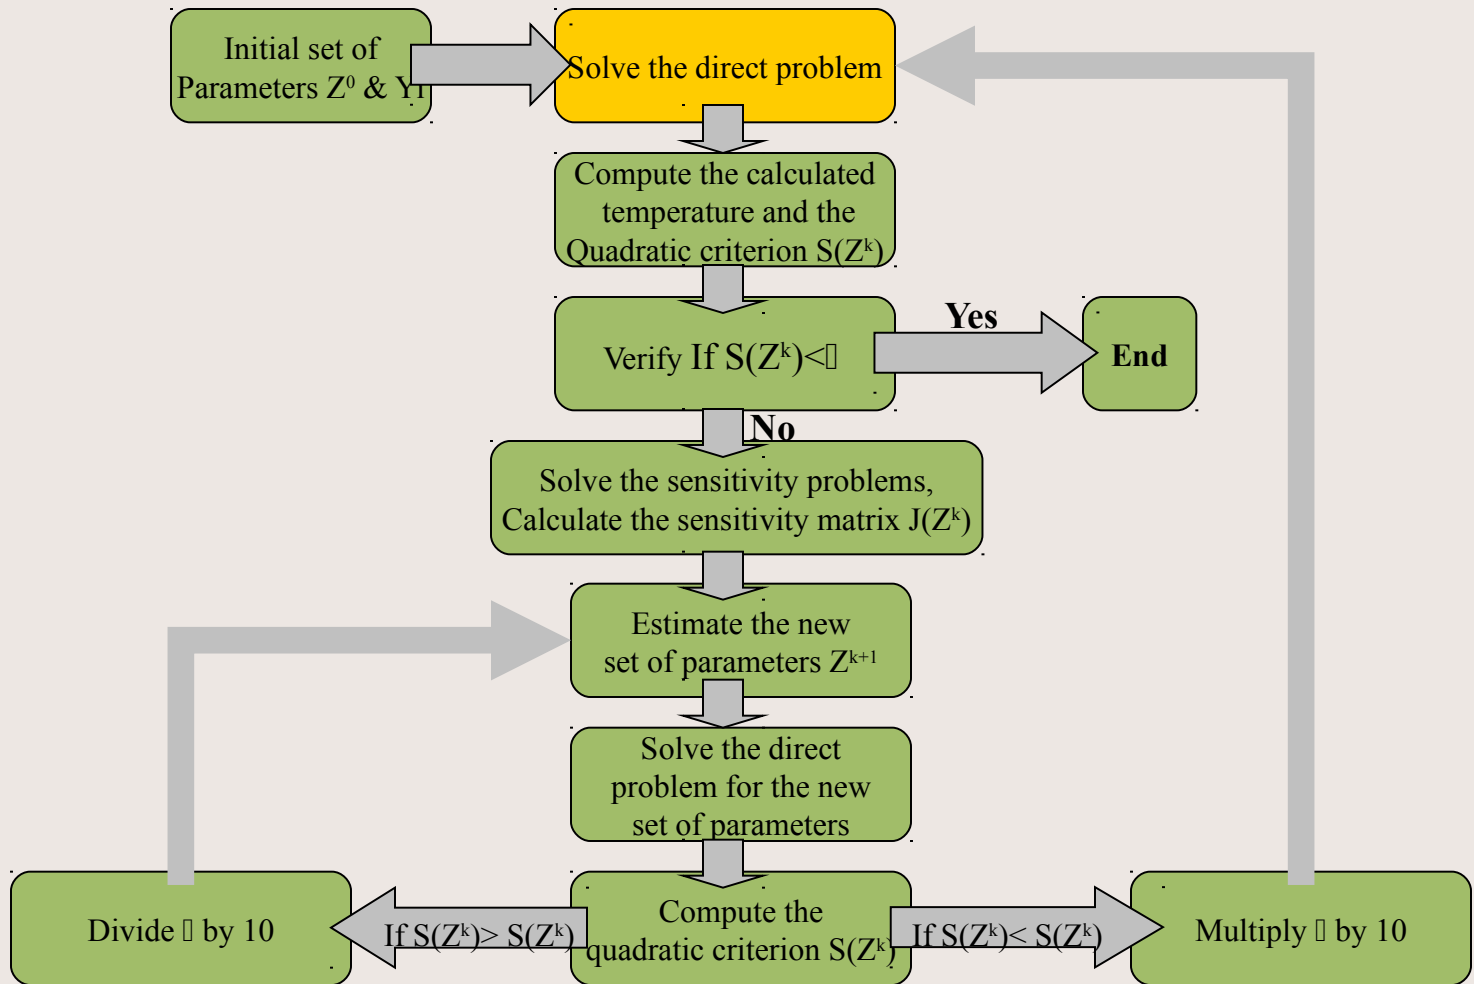 Initial set of
Parameters Z⁰ & Yi
Solve the direct problem
Compute the calculated
temperature and the
Quadratic criterion S(Zᵏ)
Verify If S(Zᵏ)<▯
Yes
End
No
Solve the sensitivity problems,
Calculate the sensitivity matrix J(Zᵏ)
Estimate the new
set of parameters Zᵏ⁺¹
Solve the direct
problem for the new
set of parameters
Divide ▯ by 10
If S(Zᵏ)> S(Zᵏ)
Compute the
quadratic criterion S(Zᵏ)
If S(Zᵏ)< S(Zᵏ)
Multiply ▯ by 10